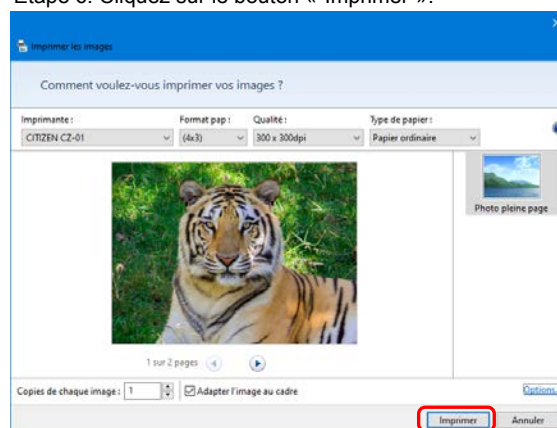 Étape 6: Cliquez sur le bouton « Imprimer ».
Imprimer les images
Comment voulez-vous imprimer vos images ?
Imprimante : Format pap : Qualité : Type de papier :
CITIZEN CZ-01 (4x3) 300 x 300dpi Papier ordinaire
Photo pleine page
1 sur 2 pages
Copies de chaque image : 1 Adapter l'image au cadre Options.
Imprimer Annuler